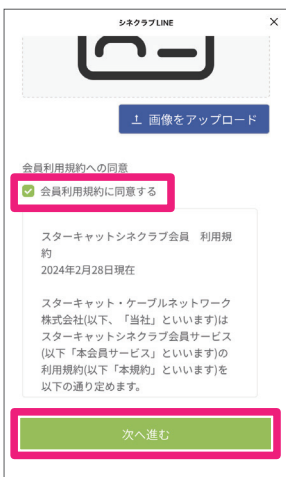 シネクラブLINE
画像をアップロード
会員利用規約への同意
会員利用規約に同意する
スターキャットシネクラブ会員　利用規
約
2024年2月28日現在
スターキャット・ケーブルネットワーク
株式会社(以下、「当社」といいます)は
スターキャットシネクラブ会員サービス
(以下「本会員サービス」といいます)の
利用規約(以下「本規約」といいます)を
以下の通り定めます。
次へ進む